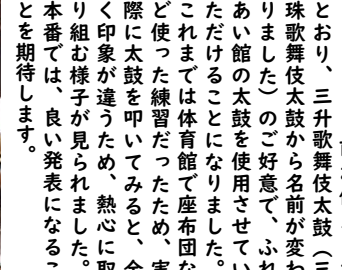 とおり、三升歌舞伎太鼓（三
珠歌舞伎太鼓から名前が変わ
りました）のご好意で、ふれ
あい館の太鼓を使用させてい
ただけることになりました。
これまでは体育館で座布団な
ど使った練習だったため、実
際に太鼓を叩いてみると、全
く印象が違うため、熱心に取
り組む様子が見られました。
本番では、良い発表になるこ
とを期待します。